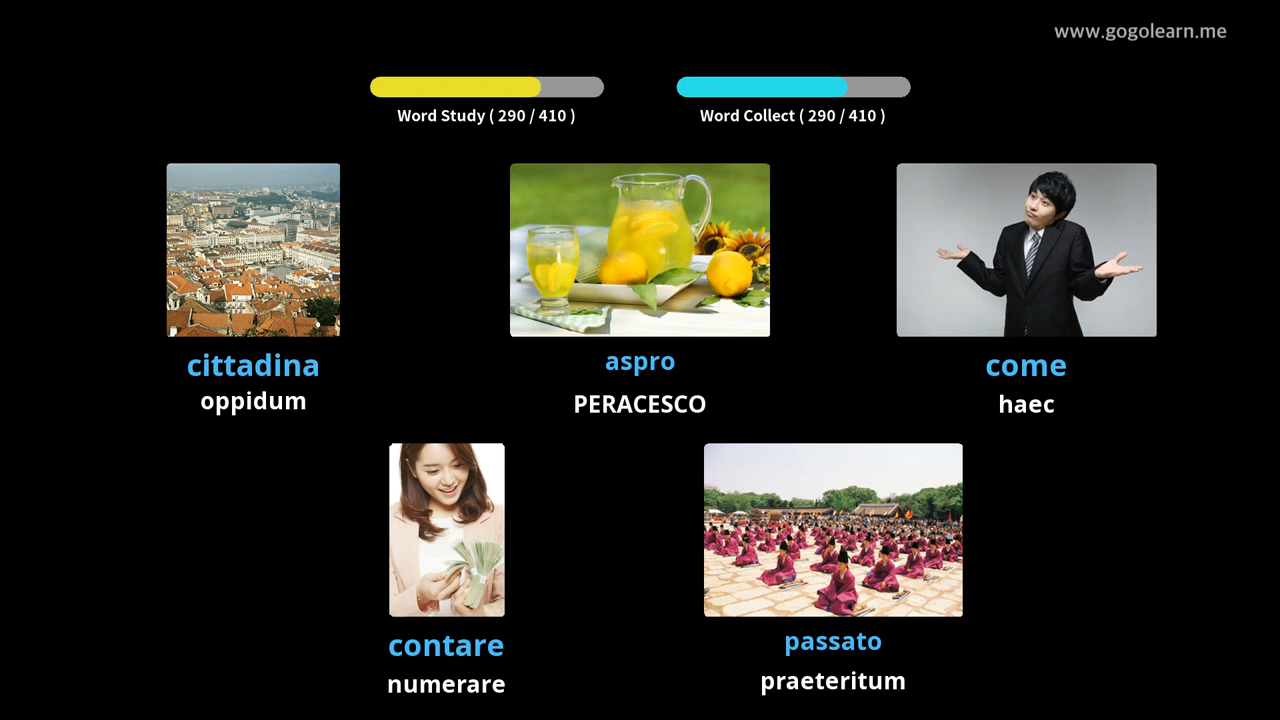 www.gogolearn.me
Word Study ( 290 / 410 )
Word Collect ( 290 / 410 )
cittadina
oppidum
aspro
PERACESCO
come
haec
contare
numerare
passato
praeteritum